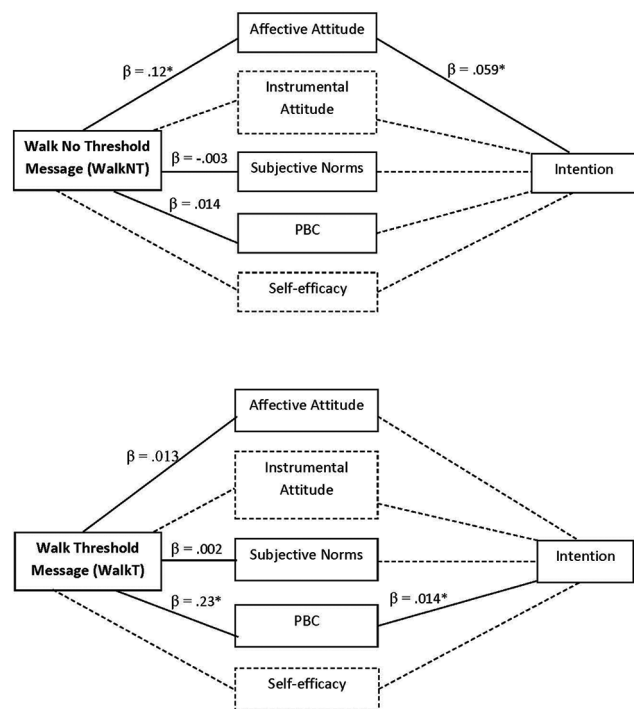 Affective Attitude
β = .12*
β = .059*
Instrumental
Attitude
Walk No Threshold
Message (WalkNT)
β = -.003
Subjective Norms
Intention
β = .014
PBC
Self-efficacy
Affective Attitude
β = .013
Instrumental
Attitude
Walk Threshold
Message (WalkT)
β = .002
Subjective Norms
Intention
β = .23*
PBC
β = .014*
Self-efficacy